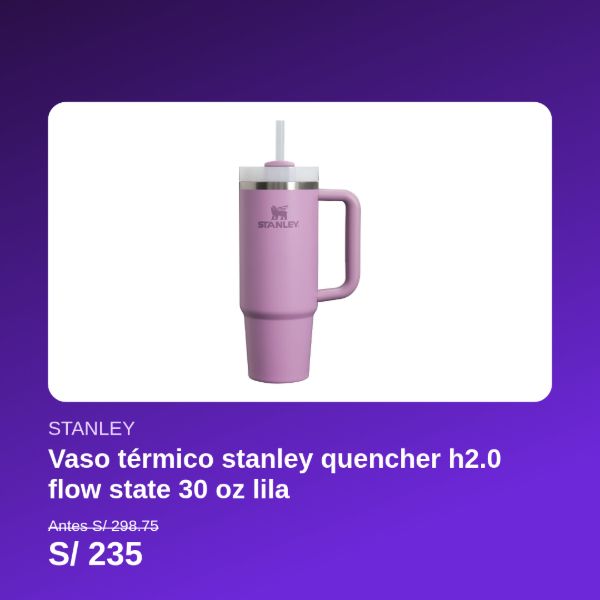 STANLEY
STANLEY
Vaso térmico stanley quencher h2.0
flow state 30 oz lila
Antes S/ 298.75
S/ 235